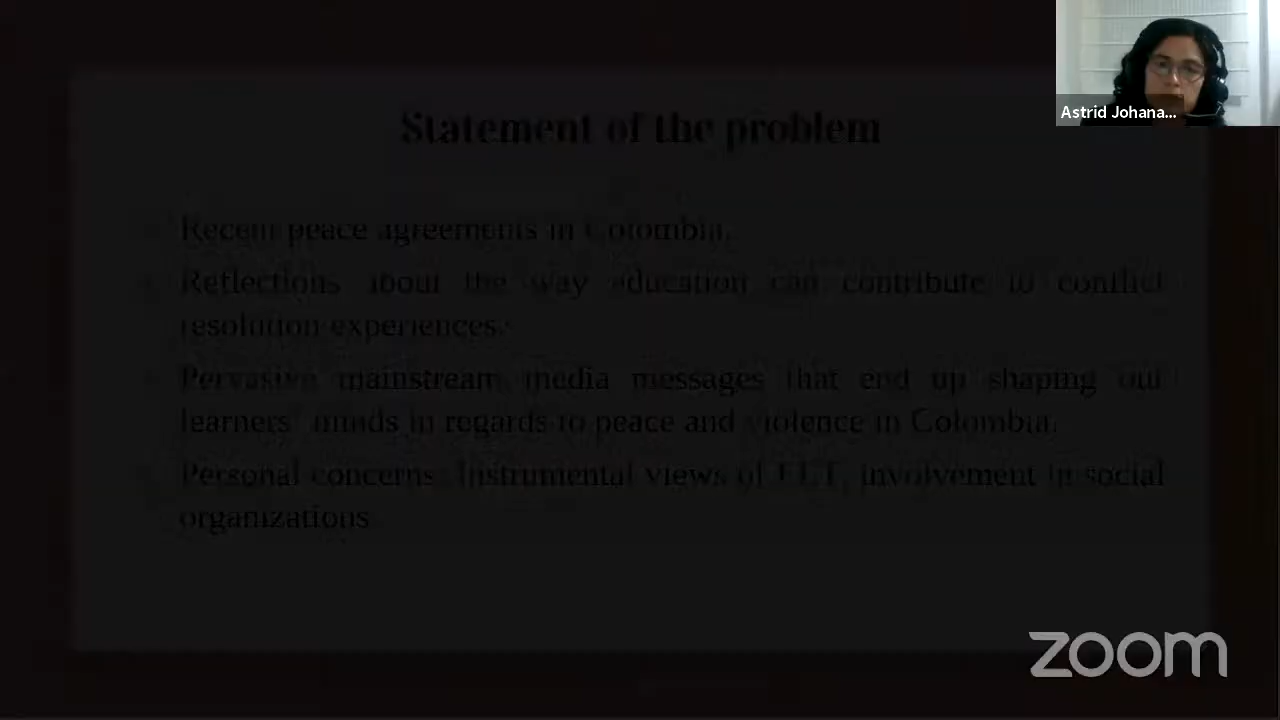 Astrid Johana...
Statement of the problem
Recent peace agreements in Colombia.
Reflections about the way education can contribute to conflict
resolution experiences.
Pervasive mainstream media messages that end up shaping our
learners' minds in regards to peace and violence in Colombia.
Personal concerns: Instrumental views of ELT, involvement in social
organizations
zoom